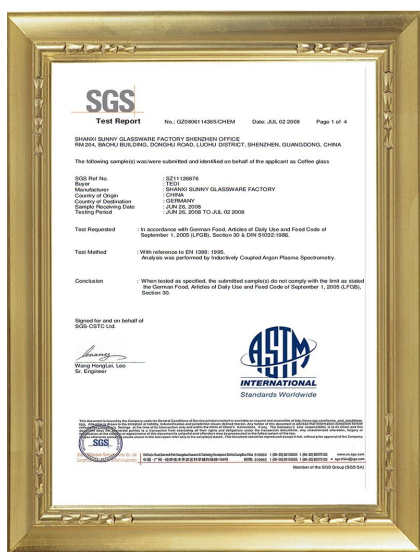 SGS
Test Report No.: GZ0806114365/CHEM Date: JUL 02 2008 Page 1 of 4
SHANXI SUNNY GLASSWARE FACTORY SHENZHEN OFFICE
RM 204, BAOHU BUILDING, DONGHU ROAD, LUOHU DISTRICT, SHENZHEN, GUANGDONG, CHINA
The following sample(s) was/were submitted and identified on behalf of the applicant as Coffee glass
SGS Ref No. : SZ11126876
Buyer : TEDI
Manufacturer : SHANXI SUNNY GLASSWARE FACTORY
Country of Origin : CHINA
Country of Destination : GERMANY
Sample Receiving Date : JUN 26, 2008
Testing Period : JUN 26, 2008 TO JUL 02 2008
Test Requested : In accordance with German Food, Articles of Daily Use and Feed Code of
September 1, 2005 (LFGB), Section 30 & DIN 51032:1986.
Test Method : With reference to EN 1388: 1995.
Analysis was performed by Inductively Coupled Argon Plasma Spectrometry.
Conclusion : When tested as specified, the submitted sample(s) do not comply with the limit as stated
the German Food, Articles of Daily Use and Feed Code of September 1, 2005 (LFGB),
Section 30.
Signed for and on behalf of
SGS-CSTC Ltd.
Wang HongLei, Leo
Sr. Engineer
ASTM
INTERNATIONAL
Standards Worldwide
SGS
Member of the SGS Group (SGS SA)